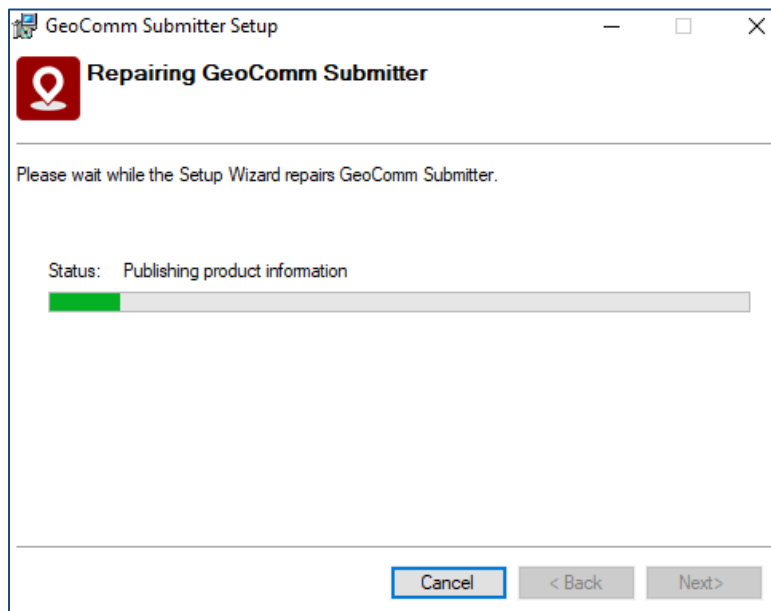 GeoComm Submitter Setup
Repairing GeoComm Submitter
Please wait while the Setup Wizard repairs GeoComm Submitter.
Status: Publishing product information
Cancel < Back Next>